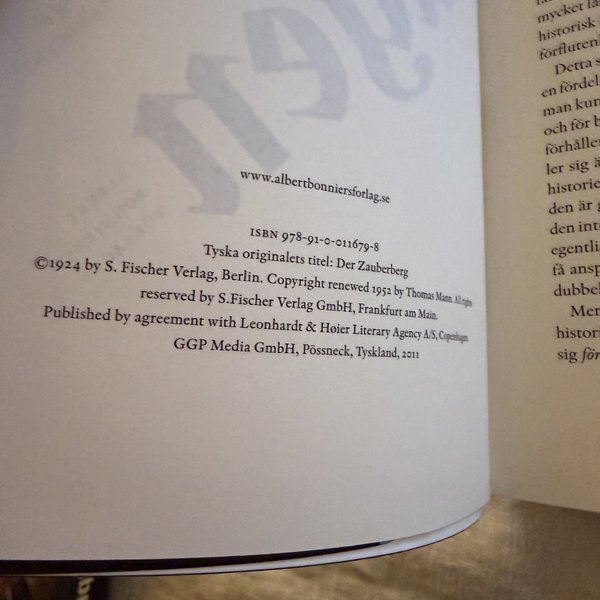 www.albertbonniersforlag.se
ISBN 978-91-0-011679-8
Tyska originalets titel: Der Zauberberg
©1924 by S. Fischer Verlag, Berlin. Copyright renewed 1952 by Thomas Mann. All rights
reserved by S.Fischer Verlag GmbH, Frankfurt am Main.
Published by agreement with Leonhardt & Høier Literary Agency A/S, Copenhagen
GGP Media GmbH, Pössneck, Tyskland, 2011
mycket
historisk
förfluten
Detta s
en fördel
man kun
och för b
förhåller
ler sig ä
historie
den är g
den int
egentli
få ansp
dubbel
Mer
histori
sig för